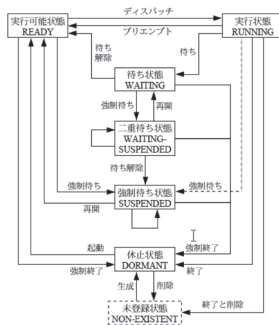 ディスパッチ
実行可能状態
READY
実行状態
RUNNING
プリエンプト
待ち
解除
待ち
待ち状態
WAITING
強制待ち
再開
二重待ち状態
WAITING-
SUSPENDED
待ち解除
強制待ち
強制待ち状態
SUSPENDED
強制待ち
再開
起動
休止状態
DORMANT
強制終了
強制終了
終了
生成
削除
未登録状態
NON-EXISTENT
終了と削除